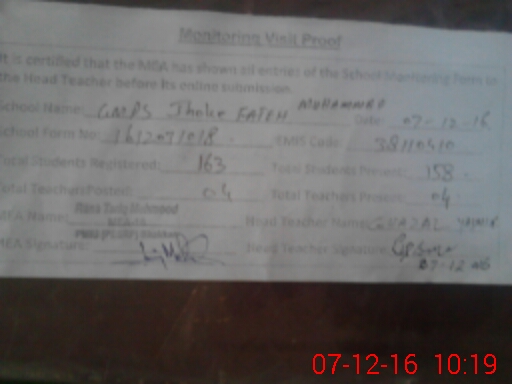 Monitoring Visit Proof
It is certified that the MEA has shown all entries of the School Monitoring Form to
the Head Teacher before its online submission.
School Name: GMPS Jhoke FATEH MUHAMMAD Date: 07-12-16
School Form No: 1612071018 EMIS Code: 38110410
Total Students Registered: 163 Total Students Present: 158
Total Teachers Posted: 04 Total Teachers Present: 04
MEA Name: Head Teacher Name:
MEA Signature: Head Teacher Signature:
07-12-16
07-12-16 10:19